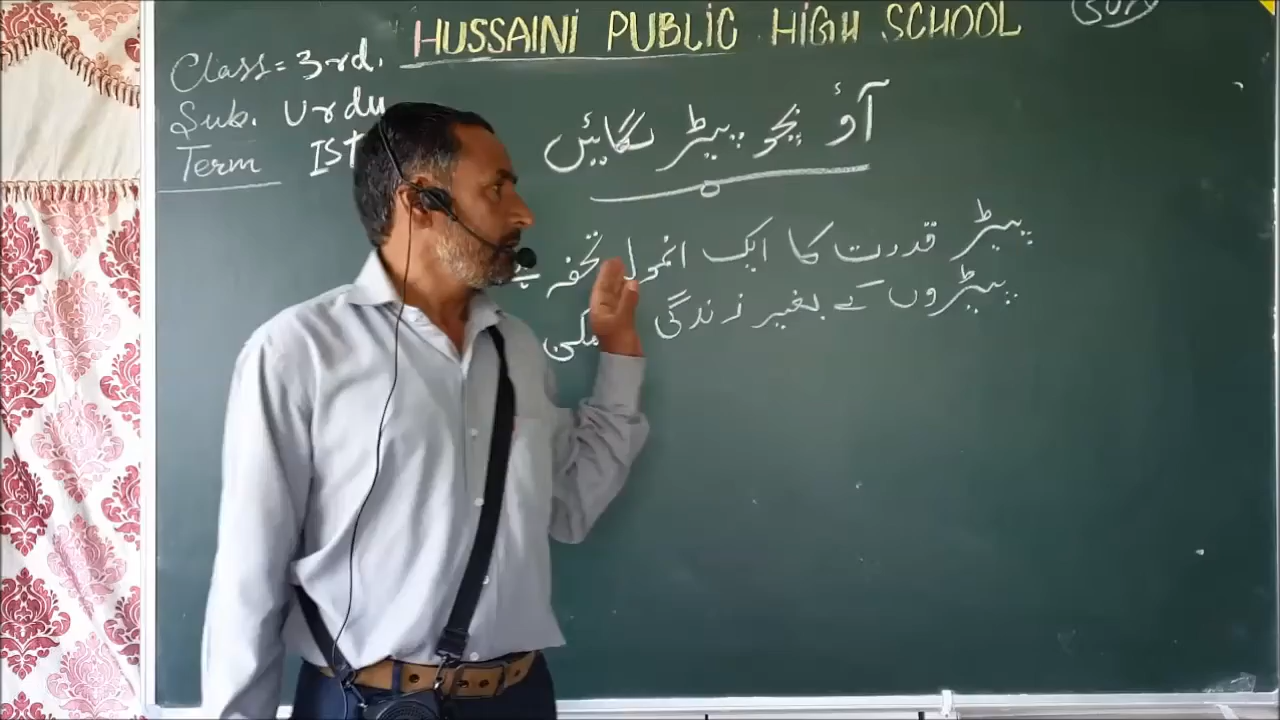 HUSSAINI PUBLIC HIGH SCHOOL
Class = 3rd.
Sub. Urdu
Term IST
آؤ بچو پیڑ لگائیں
پیڑ قدرت کا ایک انمول تحفہ ہے
پیڑوں کے بغیر زندگی